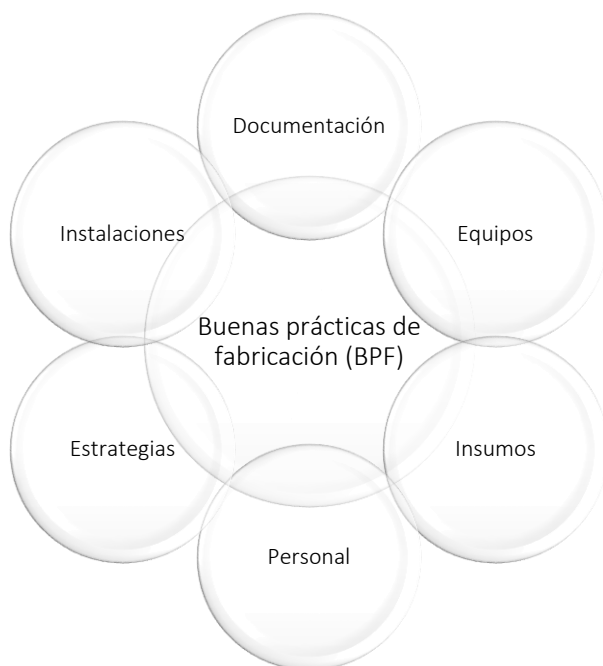 Documentación
Instalaciones
Equipos
Buenas prácticas de
fabricación (BPF)
Estrategias
Insumos
Personal